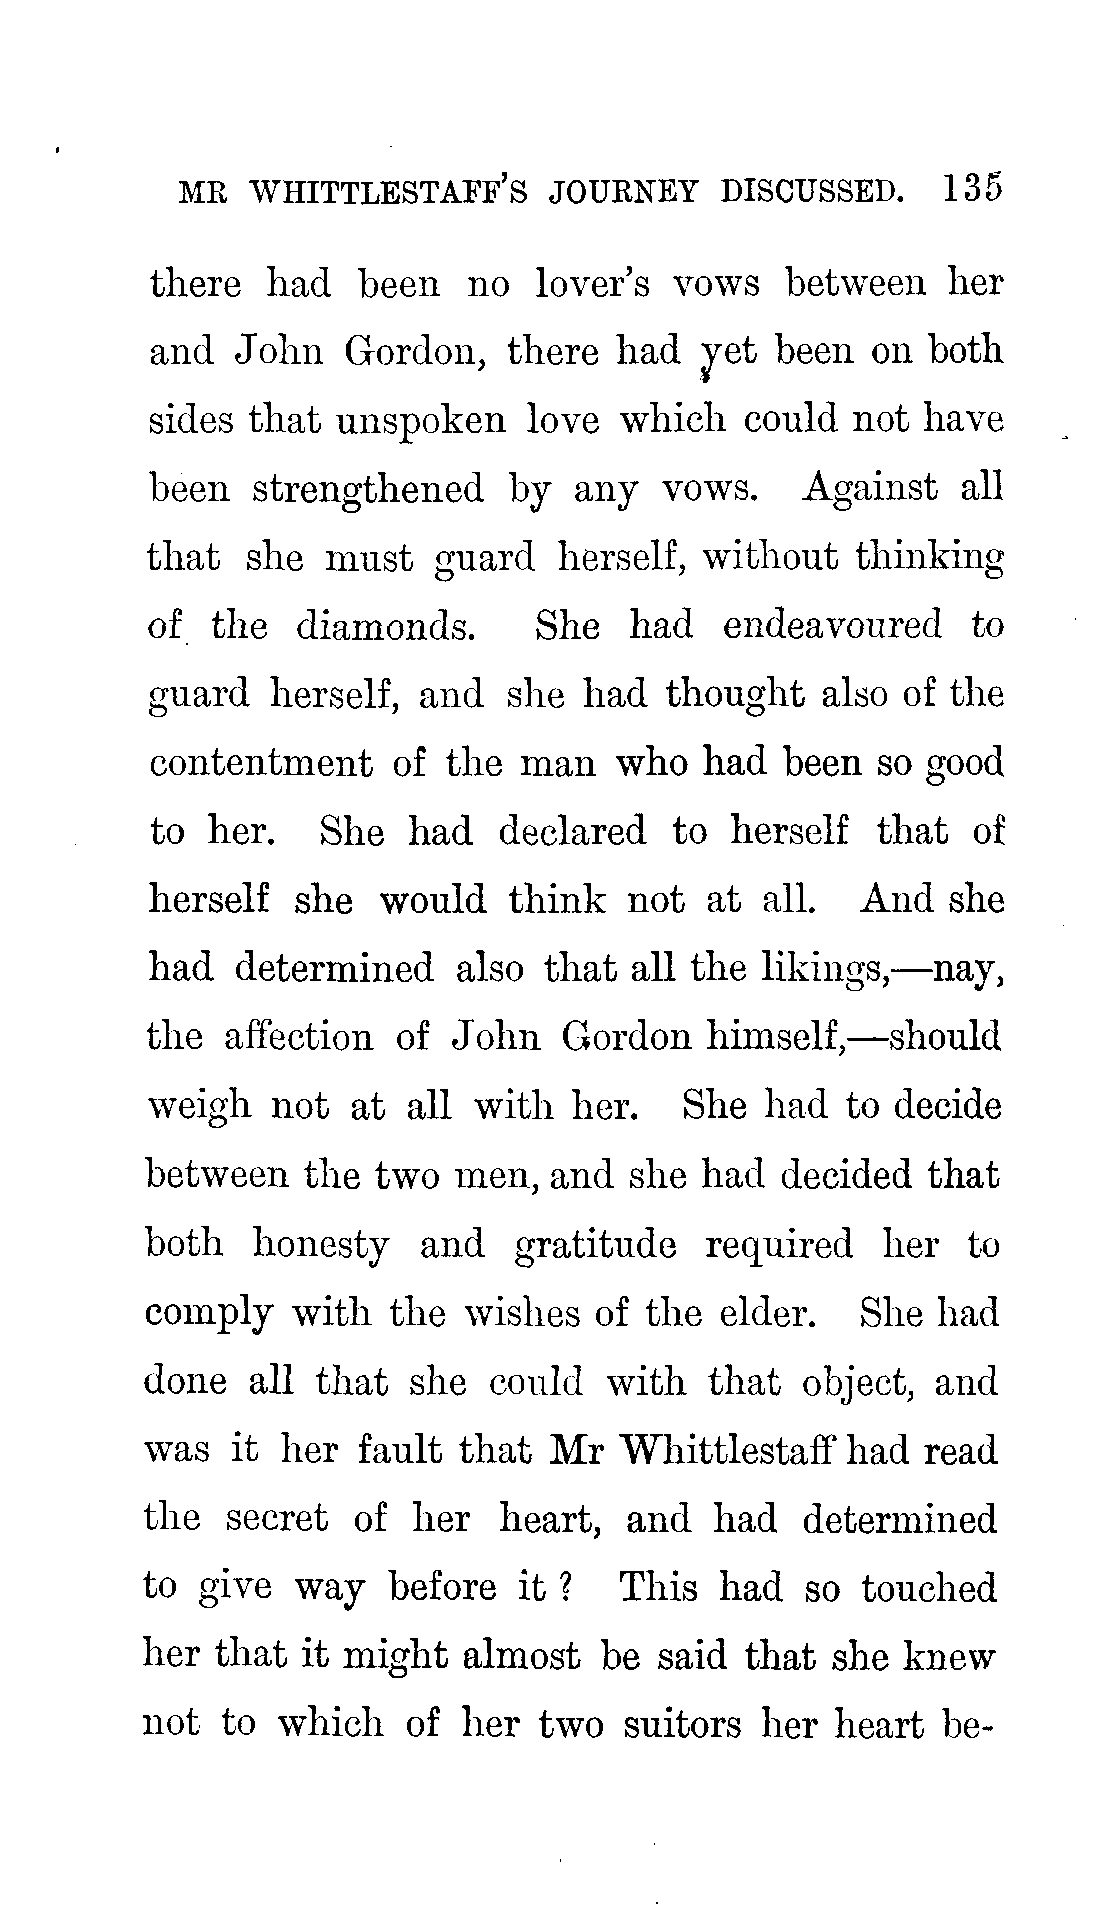 MR WHITTLESTAFF'S JOURNEY DISCUSSED. 135
there had been no lover's vows between her
and John Gordon, there had yet been on both
sides that unspoken love which could not have
been strengthened by any vows. Against all
that she must guard herself, without thinking
of the diamonds. She had endeavoured to
guard herself, and she had thought also of the
contentment of the man who had been so good
to her. She had declared to herself that of
herself she would think not at all. And she
had determined also that all the likings,—nay,
the affection of John Gordon himself,—should
weigh not at all with her. She had to decide
between the two men, and she had decided that
both honesty and gratitude required her to
comply with the wishes of the elder. She had
done all that she could with that object, and
was it her fault that Mr Whittlestaff had read
the secret of her heart, and had determined
to give way before it ? This had so touched
her that it might almost be said that she knew
not to which of her two suitors her heart be-